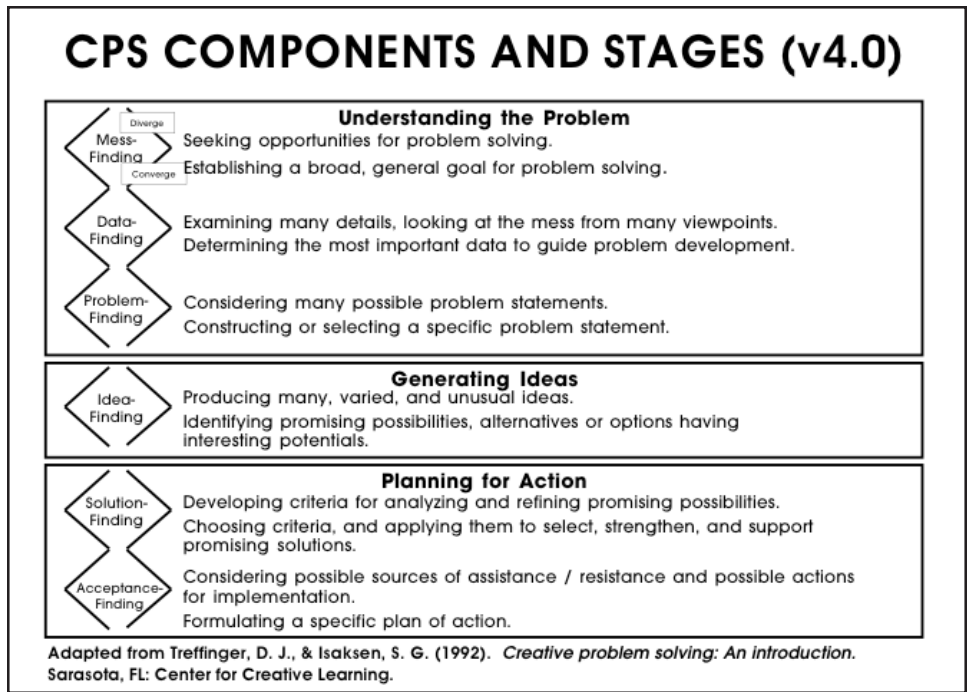 CPS COMPONENTS AND STAGES (v4.0)
Understanding the Problem
Diverge
Mess-
Finding
Converge
Seeking opportunities for problem solving.
Establishing a broad, general goal for problem solving.
Data-
Finding
Examining many details, looking at the mess from many viewpoints.
Determining the most important data to guide problem development.
Problem-
Finding
Considering many possible problem statements.
Constructing or selecting a specific problem statement.
Generating Ideas
Idea-
Finding
Producing many, varied, and unusual ideas.
Identifying promising possibilities, alternatives or options having
interesting potentials.
Planning for Action
Solution-
Finding
Developing criteria for analyzing and refining promising possibilities.
Choosing criteria, and applying them to select, strengthen, and support
promising solutions.
Acceptance-
Finding
Considering possible sources of assistance / resistance and possible actions
for implementation.
Formulating a specific plan of action.
Adapted from Treffinger, D. J., & Isaksen, S. G. (1992). Creative problem solving: An introduction.
Sarasota, FL: Center for Creative Learning.